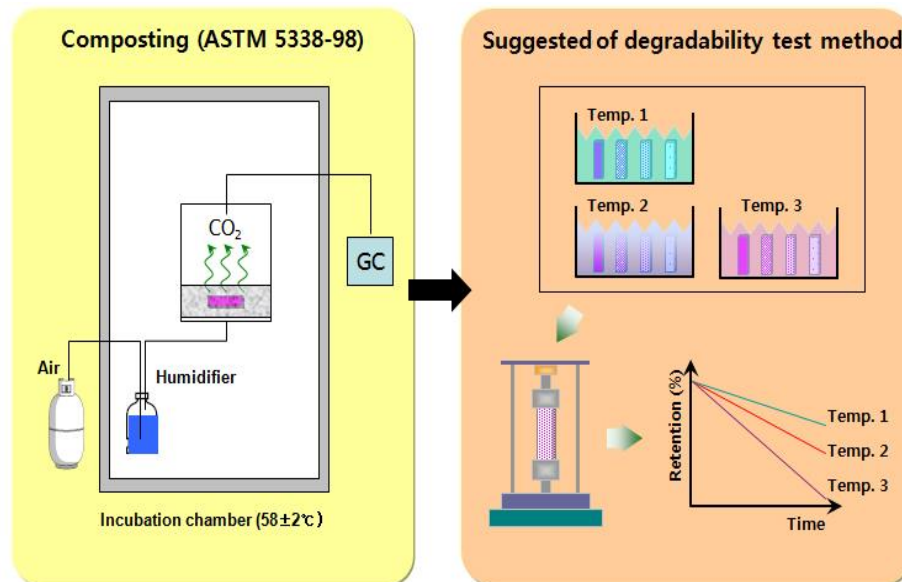 Composting (ASTM 5338-98)
CO₂
GC
Air
Humidifier
Incubation chamber (58±2℃)
Suggested of degradability test method
Temp. 1
Temp. 2
Temp. 3
Retention (%)
Temp. 1
Temp. 2
Temp. 3
Time